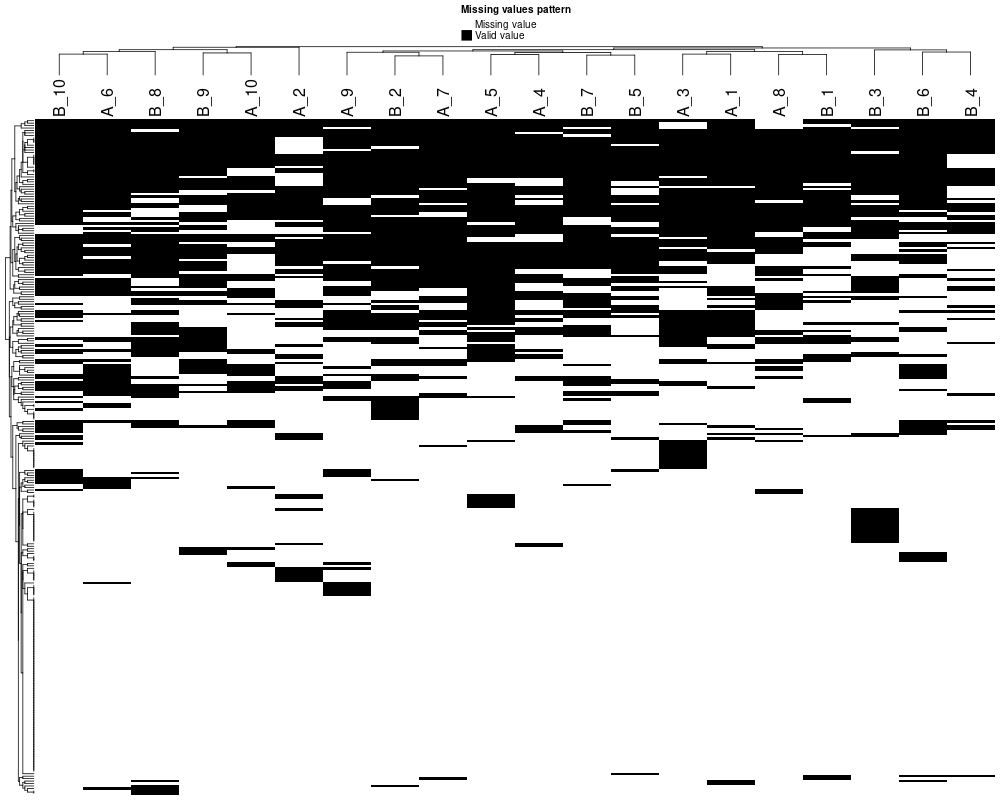 Missing values pattern
Missing value
Valid value
B_10 A_6 B_8 B_9 A_10 A_2 A_9 B_2 A_7 A_5 A_4 B_7 B_5 A_3 A_1 A_8 B_1 B_3 B_6 B_4